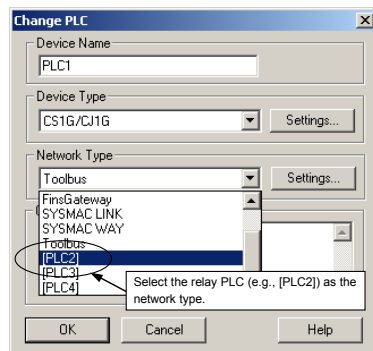 Change PLC
Device Name
PLC1
Device Type
CS1G/CJ1G
Settings...
Network Type
Toolbus
Settings...
FinsGateway
SYSMAC LINK
SYSMAC WAY
Toolbus
[PLC2]
[PLC3]
[PLC4]
Select the relay PLC (e.g., [PLC2]) as the
network type.
OK
Cancel
Help